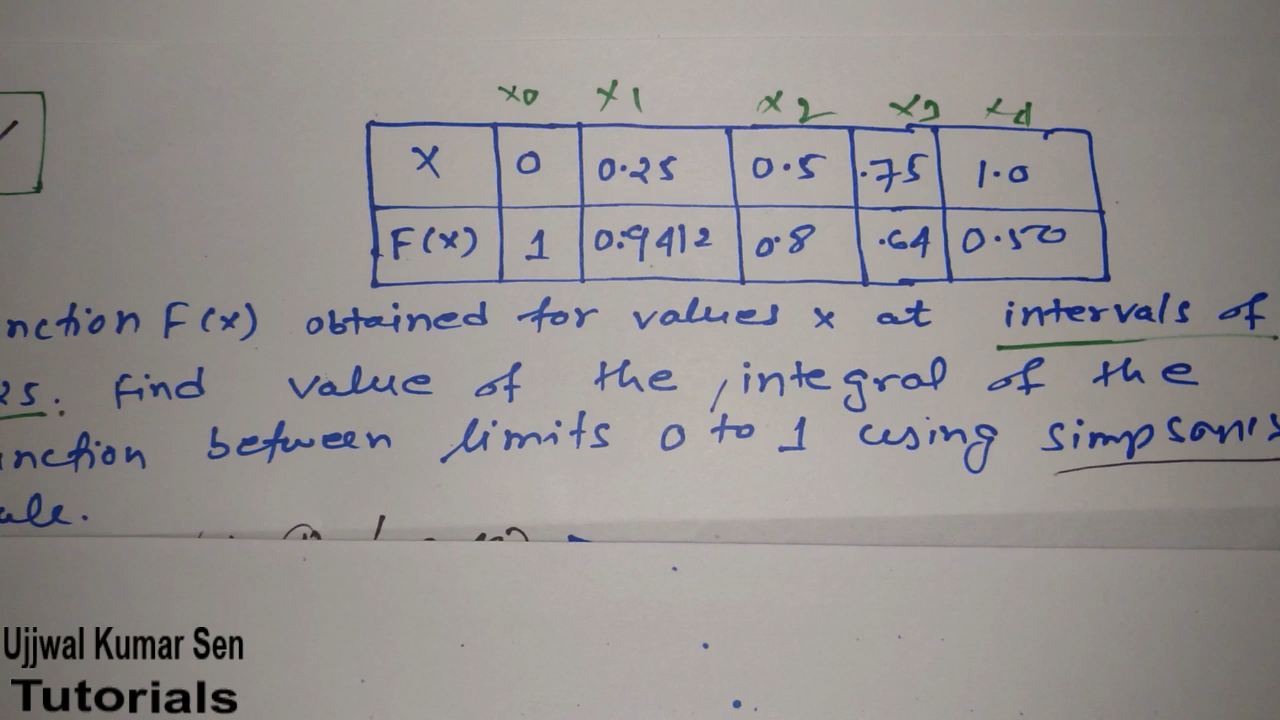 x0 x1 x2 x3 x4
X 0 0.25 0.5 .75 1.0
F(x) 1 0.9412 0.8 .64 0.50
nction F(x) obtained for values x at intervals of
25. Find value of the, integral of the
nction between limits 0 to 1 using simpson's
ule.
Ujjwal Kumar Sen
Tutorials